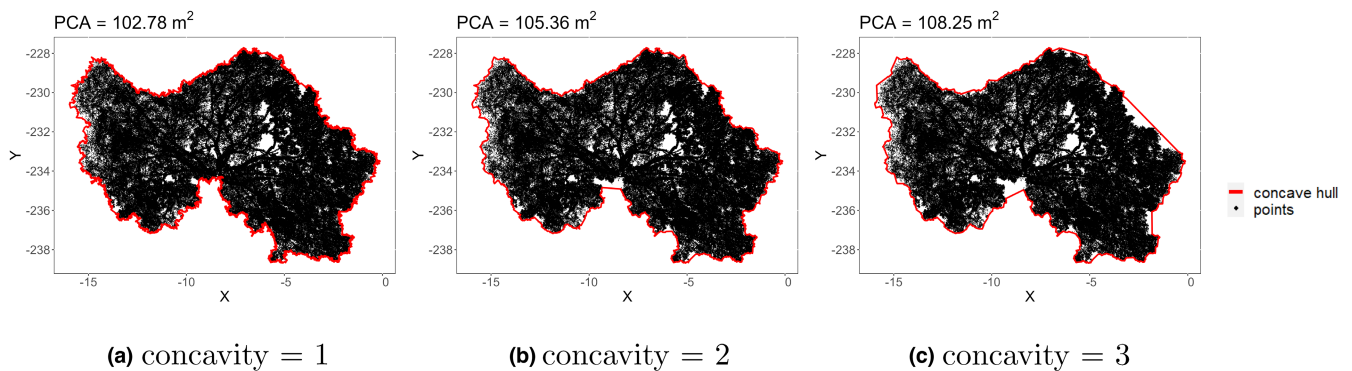 PCA = 102.78 m²
-228
-230
-232
-234
-236
-238
Y
-15
-10
-5
0
X
(a) concavity = 1
PCA = 105.36 m²
-228
-230
-232
-234
-236
-238
Y
-15
-10
-5
0
X
(b) concavity = 2
PCA = 108.25 m²
-228
-230
-232
-234
-236
-238
Y
-15
-10
-5
0
X
(c) concavity = 3
concave hull
points